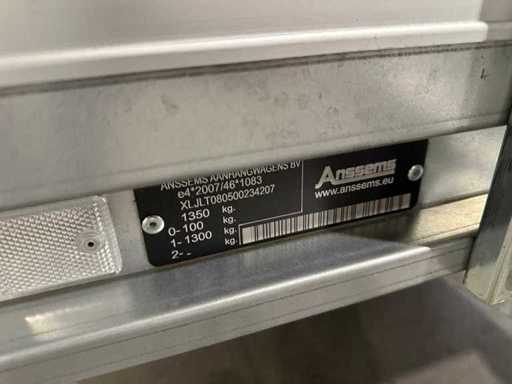 ANSSEMS AANHANGWAGENS BV
e4*2007/46*1083
XLJLT080500234207
1350 kg.
0- 100 kg.
1- 1300 kg.
2- - kg.
Anssems
www.anssems.eu